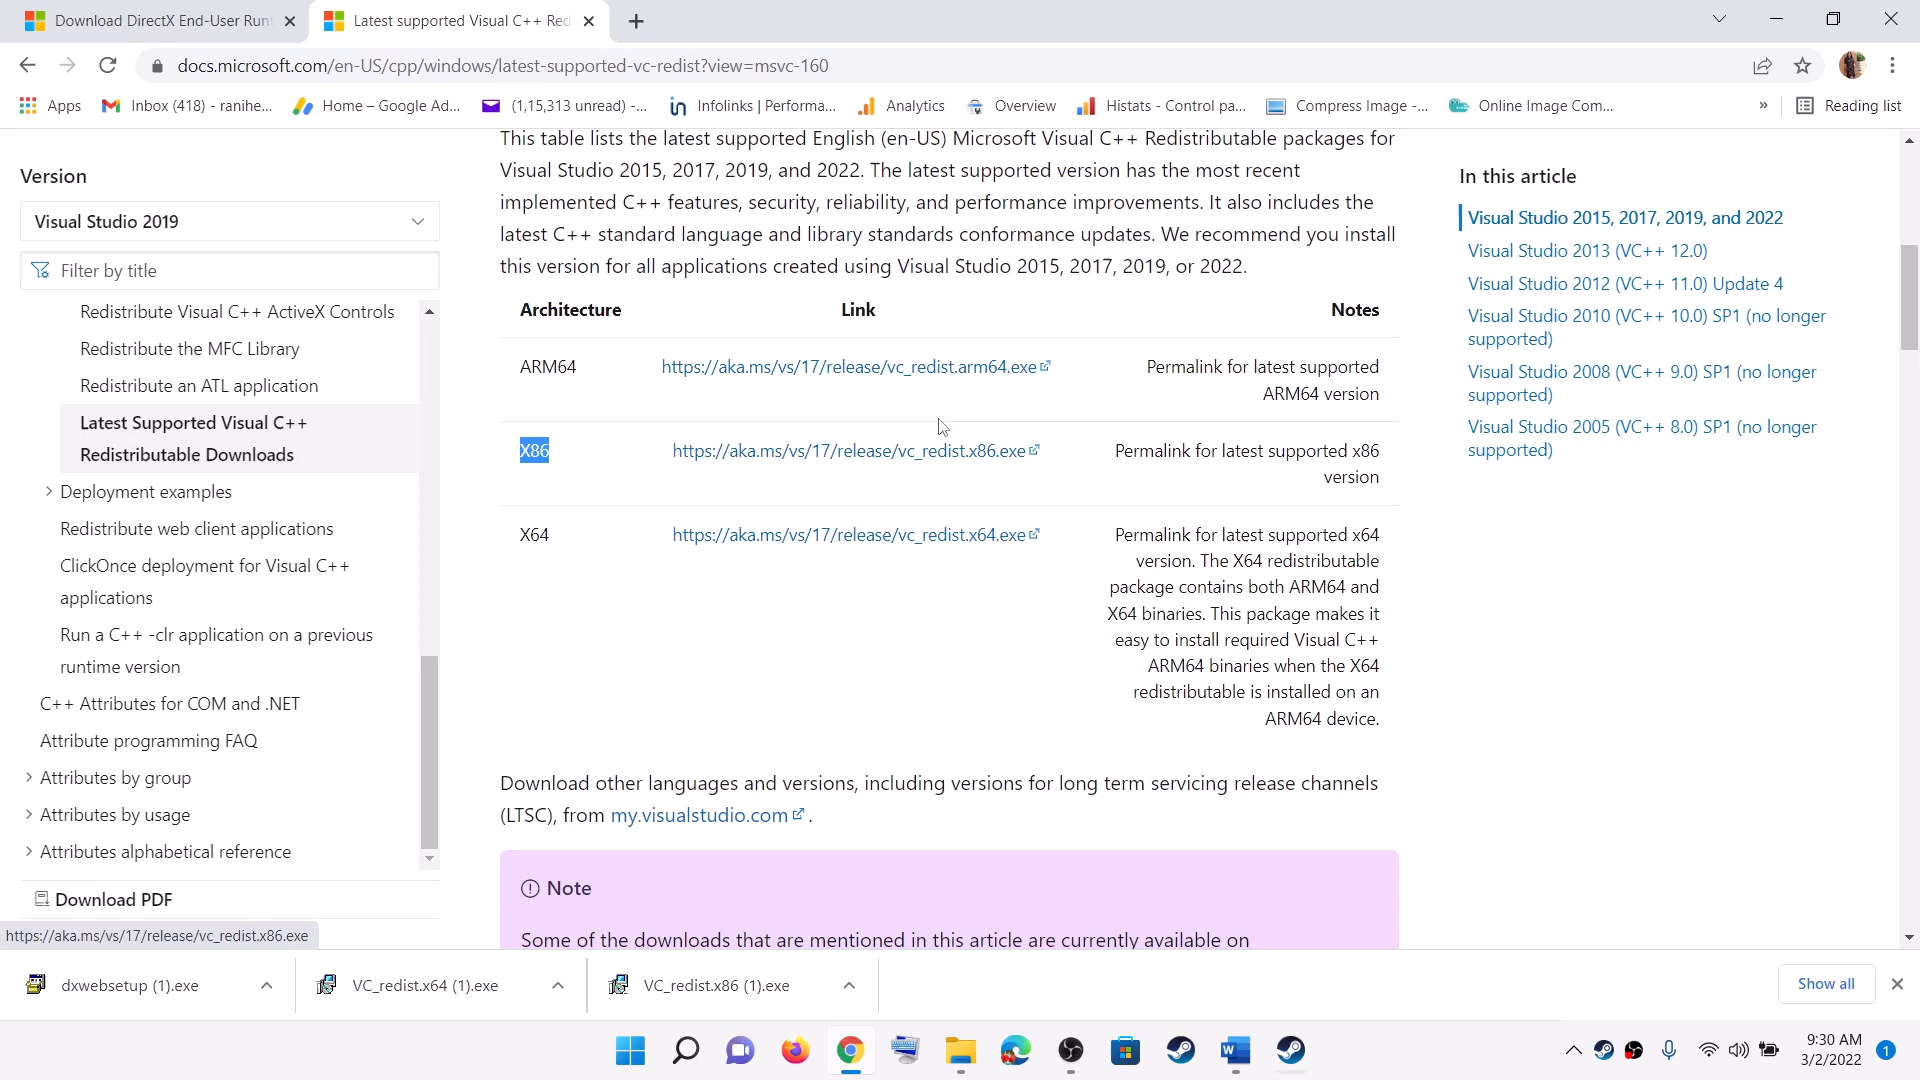 Download DirectX End-User Run
Latest supported Visual C++ Red
docs.microsoft.com/en-US/cpp/windows/latest-supported-vc-redist?view=msvc-160
Apps
Inbox (418) - ranihe...
Home – Google Ad...
(1,15,313 unread) -...
Infolinks | Performa...
Analytics
Overview
Histats - Control pa...
Compress Image -...
Online Image Com...
»
Reading list
Version
Visual Studio 2019
Filter by title
Redistribute Visual C++ ActiveX Controls
Redistribute the MFC Library
Redistribute an ATL application
Latest Supported Visual C++
Redistributable Downloads
Deployment examples
Redistribute web client applications
ClickOnce deployment for Visual C++
applications
Run a C++ -clr application on a previous
runtime version
C++ Attributes for COM and .NET
Attribute programming FAQ
Attributes by group
Attributes by usage
Attributes alphabetical reference
Download PDF
https://aka.ms/vs/17/release/vc_redist.x86.exe
This table lists the latest supported English (en-US) Microsoft Visual C++ Redistributable packages for
Visual Studio 2015, 2017, 2019, and 2022. The latest supported version has the most recent
implemented C++ features, security, reliability, and performance improvements. It also includes the
latest C++ standard language and library standards conformance updates. We recommend you install
this version for all applications created using Visual Studio 2015, 2017, 2019, or 2022.
Architecture Link Notes
ARM64 https://aka.ms/vs/17/release/vc_redist.arm64.exe Permalink for latest supported
ARM64 version
X86 https://aka.ms/vs/17/release/vc_redist.x86.exe Permalink for latest supported x86
version
X64 https://aka.ms/vs/17/release/vc_redist.x64.exe Permalink for latest supported x64
version. The X64 redistributable
package contains both ARM64 and
X64 binaries. This package makes it
easy to install required Visual C++
ARM64 binaries when the X64
redistributable is installed on an
ARM64 device.
Download other languages and versions, including versions for long term servicing release channels
(LTSC), from my.visualstudio.com .
Note
Some of the downloads that are mentioned in this article are currently available on
In this article
Visual Studio 2015, 2017, 2019, and 2022
Visual Studio 2013 (VC++ 12.0)
Visual Studio 2012 (VC++ 11.0) Update 4
Visual Studio 2010 (VC++ 10.0) SP1 (no longer
supported)
Visual Studio 2008 (VC++ 9.0) SP1 (no longer
supported)
Visual Studio 2005 (VC++ 8.0) SP1 (no longer
supported)
dxwebsetup (1).exe
VC_redist.x64 (1).exe
VC_redist.x86 (1).exe
Show all
9:30 AM
3/2/2022
1